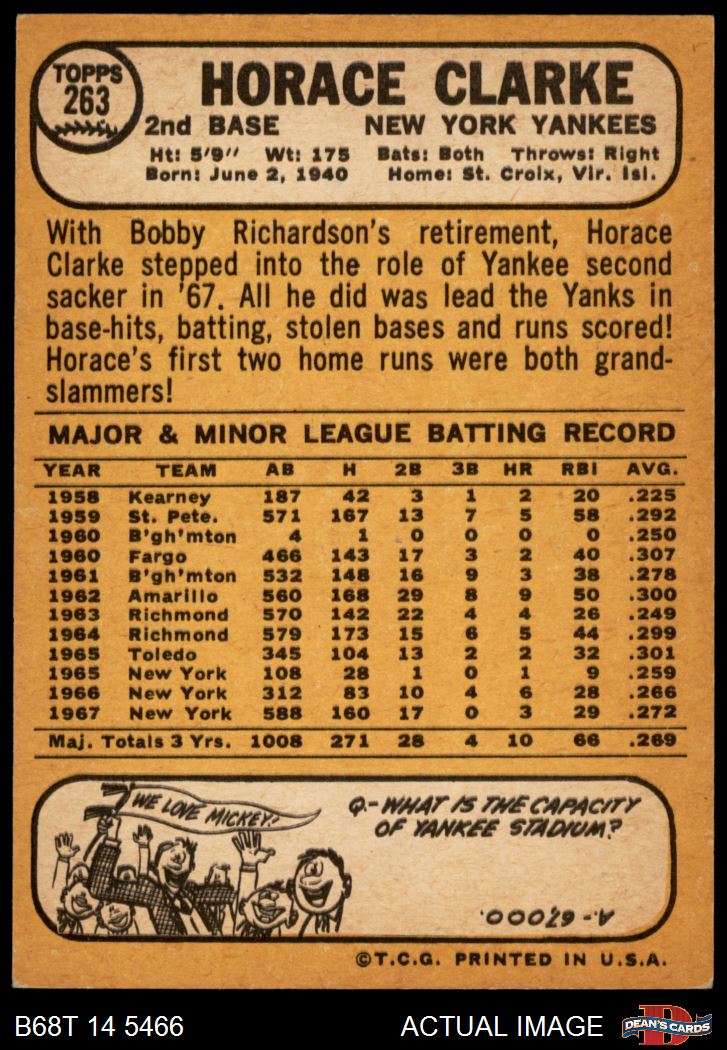 TOPPS
263
HORACE CLARKE
2nd BASE NEW YORK YANKEES
Ht: 5'9" Wt: 175 Bats: Both Throws: Right
Born: June 2, 1940 Home: St. Croix, Vir. Isl.
With Bobby Richardson's retirement, Horace
Clarke stepped into the role of Yankee second
sacker in '67. All he did was lead the Yanks in
base-hits, batting, stolen bases and runs scored!
Horace's first two home runs were both grand-
slammers!
MAJOR & MINOR LEAGUE BATTING RECORD
YEAR TEAM AB H 2B 3B HR RBI AVG.
1958 Kearney 187 42 3 1 2 20 .225
1959 St. Pete. 571 167 13 7 5 58 .292
1960 B'gh'mton 4 1 0 0 0 0 .250
1960 Fargo 466 143 17 3 2 40 .307
1961 B'gh'mton 532 148 16 9 3 38 .278
1962 Amarillo 560 168 29 8 9 50 .300
1963 Richmond 570 142 22 4 4 26 .249
1964 Richmond 579 173 15 6 5 44 .299
1965 Toledo 345 104 13 2 2 32 .301
1965 New York 108 28 1 0 1 9 .259
1966 New York 312 83 10 4 6 28 .266
1967 New York 588 160 17 0 3 29 .272
Maj. Totals 3 Yrs. 1008 271 28 4 10 66 .269
WE LOVE MICKEY!
Q.-WHAT IS THE CAPACITY
OF YANKEE STADIUM?
A.- 67,000.
©T.C.G. PRINTED IN U.S.A.
B68T 14 5466 ACTUAL IMAGE
D
DEAN'S CARDS